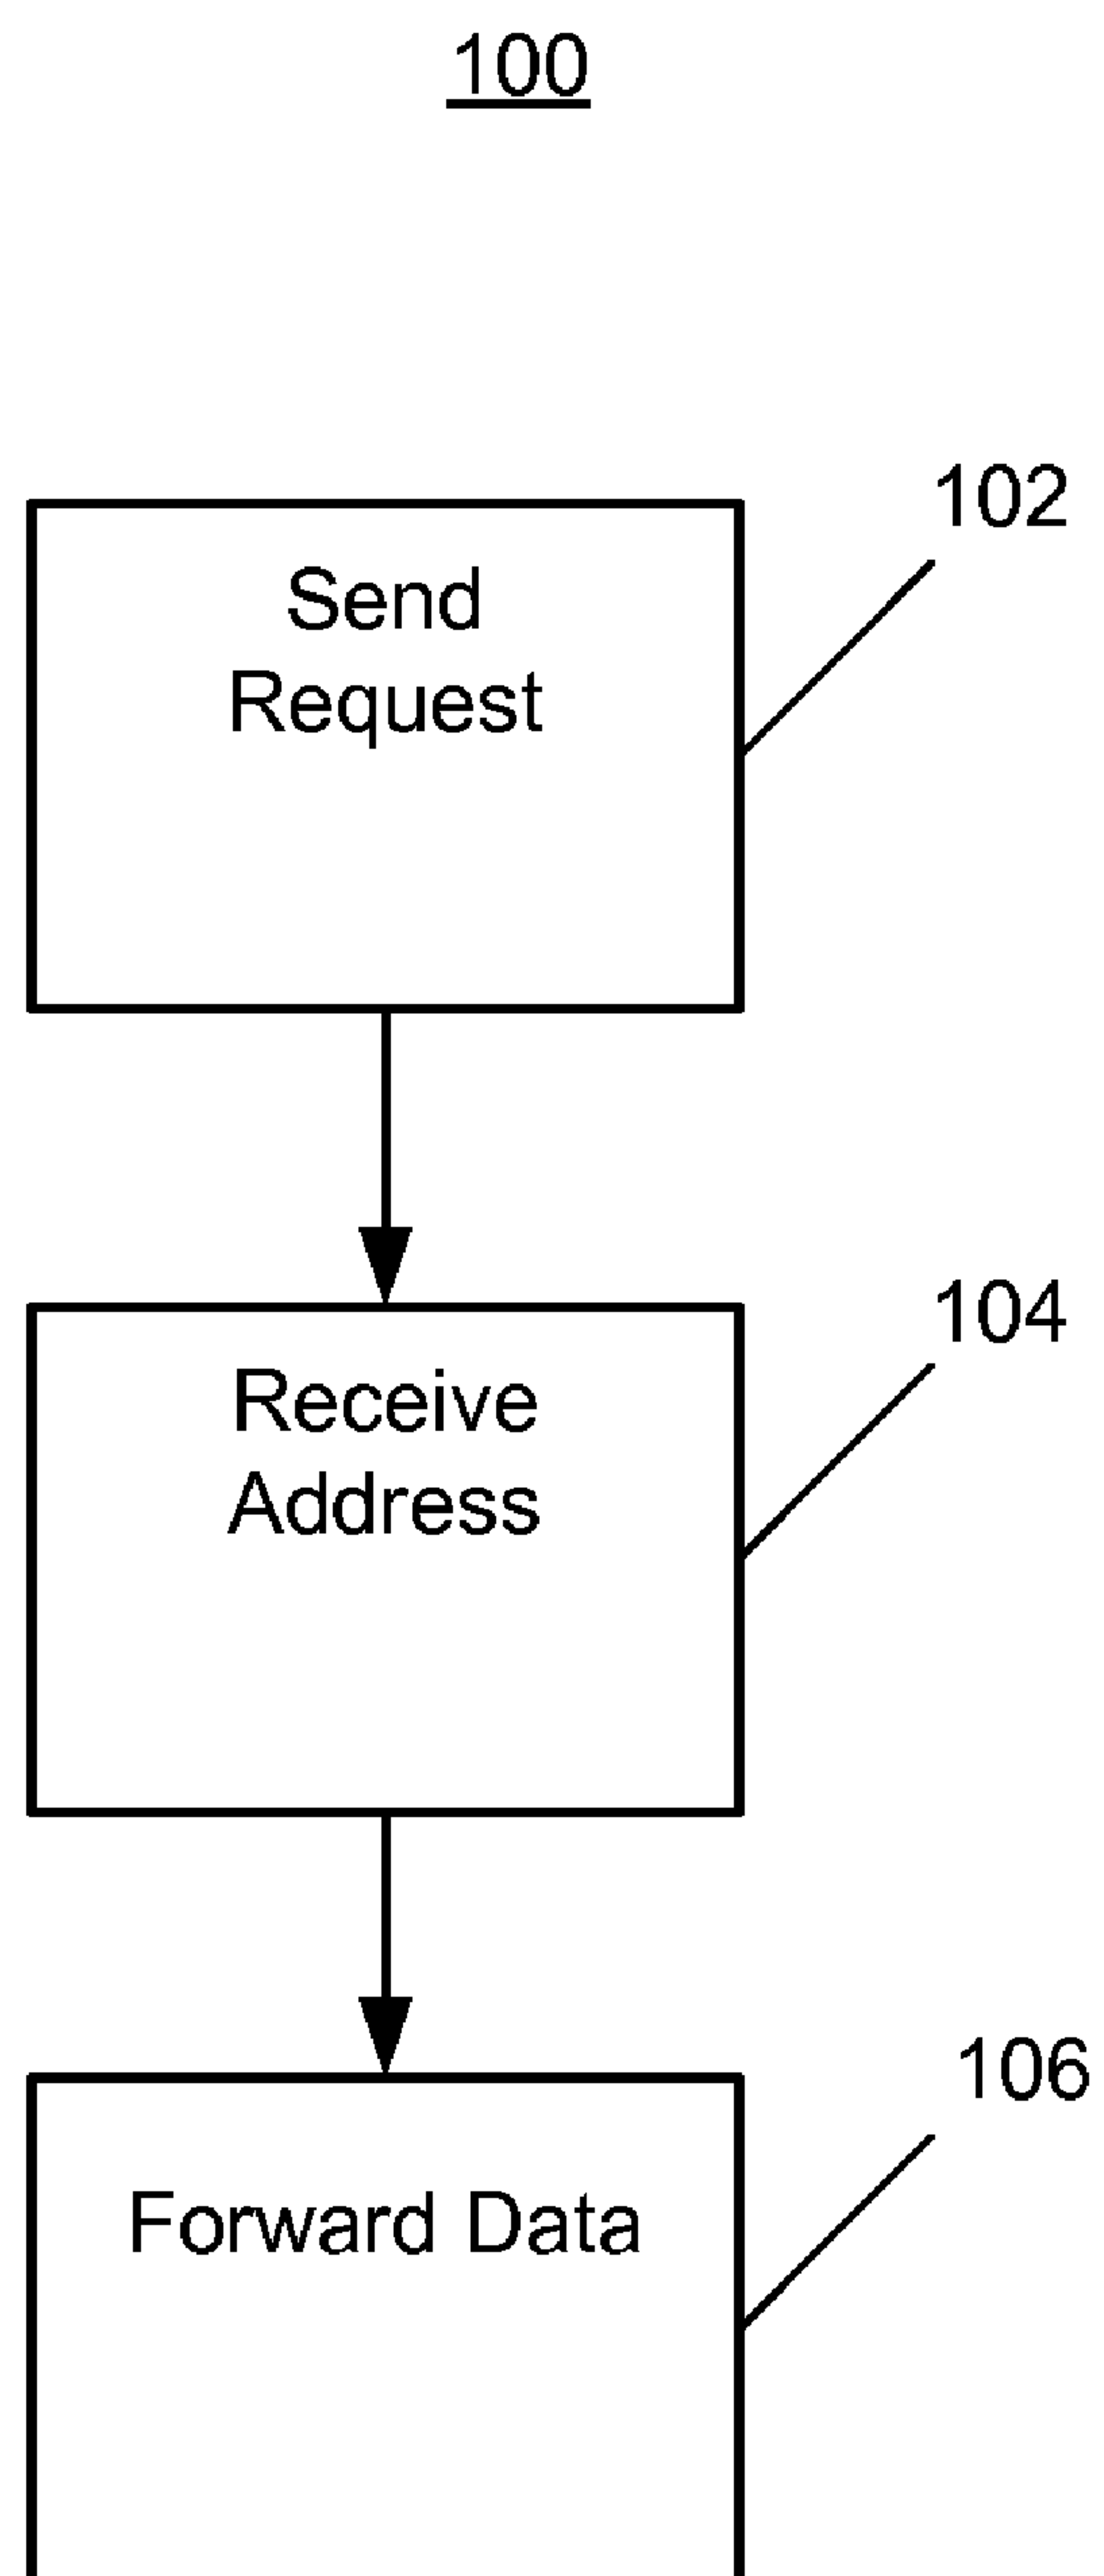 100
102
Send
Request
104
Receive
Address
106
Forward Data